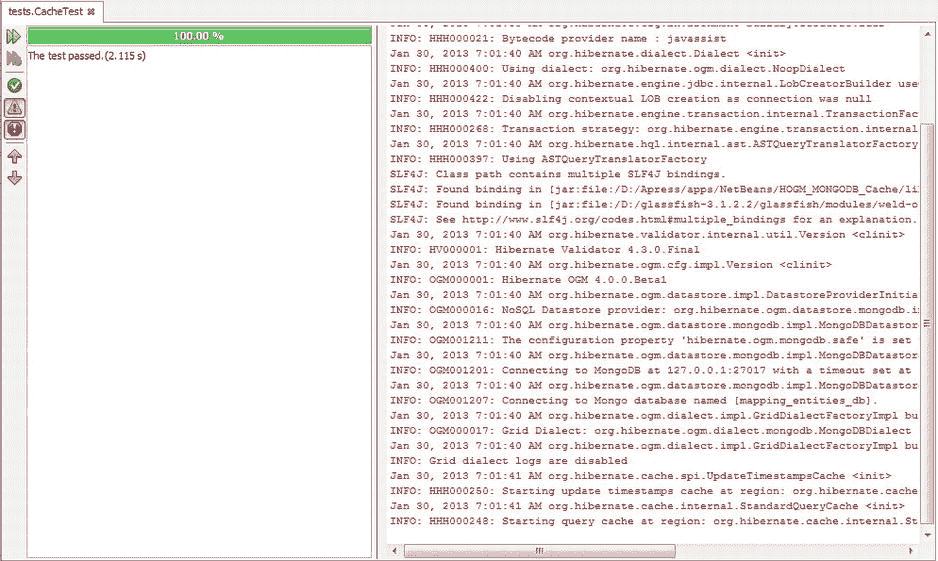 tests.CacheTest
100.00 %
The test passed.(2.115 s)
INFO: HHH000021: Bytecode provider name : javassist
Jan 30, 2013 7:01:40 AM org.hibernate.dialect.Dialect <init>
INFO: HHH000400: Using dialect: org.hibernate.ogm.dialect.NoopDialect
Jan 30, 2013 7:01:40 AM org.hibernate.engine.jdbc.internal.LobCreatorBuilder use
INFO: HHH000422: Disabling contextual LOB creation as connection was null
Jan 30, 2013 7:01:40 AM org.hibernate.engine.transaction.internal.TransactionFac
INFO: HHH000268: Transaction strategy: org.hibernate.engine.transaction.internal
Jan 30, 2013 7:01:40 AM org.hibernate.hql.internal.ast.ASTQueryTranslatorFactory
INFO: HHH000397: Using ASTQueryTranslatorFactory
SLF4J: Class path contains multiple SLF4J bindings.
SLF4J: Found binding in [jar:file:/D:/Apress/apps/NetBeans/HOGM_MONGODB_Cache/li
SLF4J: Found binding in [jar:file:/D:/glassfish-3.1.2.2/glassfish/modules/weld-o
SLF4J: See http://www.slf4j.org/codes.html#multiple_bindings for an explanation.
Jan 30, 2013 7:01:40 AM org.hibernate.validator.internal.util.Version <clinit>
INFO: HV000001: Hibernate Validator 4.3.0.Final
Jan 30, 2013 7:01:40 AM org.hibernate.ogm.cfg.impl.Version <clinit>
INFO: OGM000001: Hibernate OGM 4.0.0.Beta1
Jan 30, 2013 7:01:40 AM org.hibernate.ogm.datastore.impl.DatastoreProviderInitia
INFO: OGM000016: NoSQL Datastore provider: org.hibernate.ogm.datastore.mongodb.i
Jan 30, 2013 7:01:40 AM org.hibernate.ogm.datastore.mongodb.impl.MongoDBDatastor
INFO: OGM001211: The configuration property 'hibernate.ogm.mongodb.safe' is set
Jan 30, 2013 7:01:40 AM org.hibernate.ogm.datastore.mongodb.impl.MongoDBDatastor
INFO: OGM001201: Connecting to MongoDB at 127.0.0.1:27017 with a timeout set at
Jan 30, 2013 7:01:40 AM org.hibernate.ogm.datastore.mongodb.impl.MongoDBDatastor
INFO: OGM001207: Connecting to Mongo database named [mapping_entities_db].
Jan 30, 2013 7:01:40 AM org.hibernate.ogm.dialect.impl.GridDialectFactoryImpl bu
INFO: OGM000017: Grid Dialect: org.hibernate.ogm.dialect.mongodb.MongoDBDialect
Jan 30, 2013 7:01:40 AM org.hibernate.ogm.dialect.impl.GridDialectFactoryImpl bu
INFO: Grid dialect logs are disabled
Jan 30, 2013 7:01:41 AM org.hibernate.cache.spi.UpdateTimestampsCache <init>
INFO: HHH000250: Starting update timestamps cache at region: org.hibernate.cache
Jan 30, 2013 7:01:41 AM org.hibernate.cache.internal.StandardQueryCache <init>
INFO: HHH000248: Starting query cache at region: org.hibernate.cache.internal.St